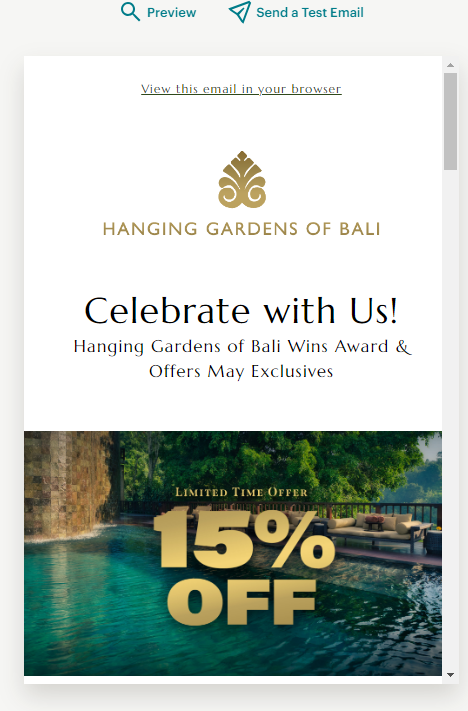 Preview
Send a Test Email
View this email in your browser
HANGING GARDENS OF BALI
Celebrate with Us!
Hanging Gardens of Bali Wins Award &
Offers May Exclusives
LIMITED TIME OFFER
15%
OFF